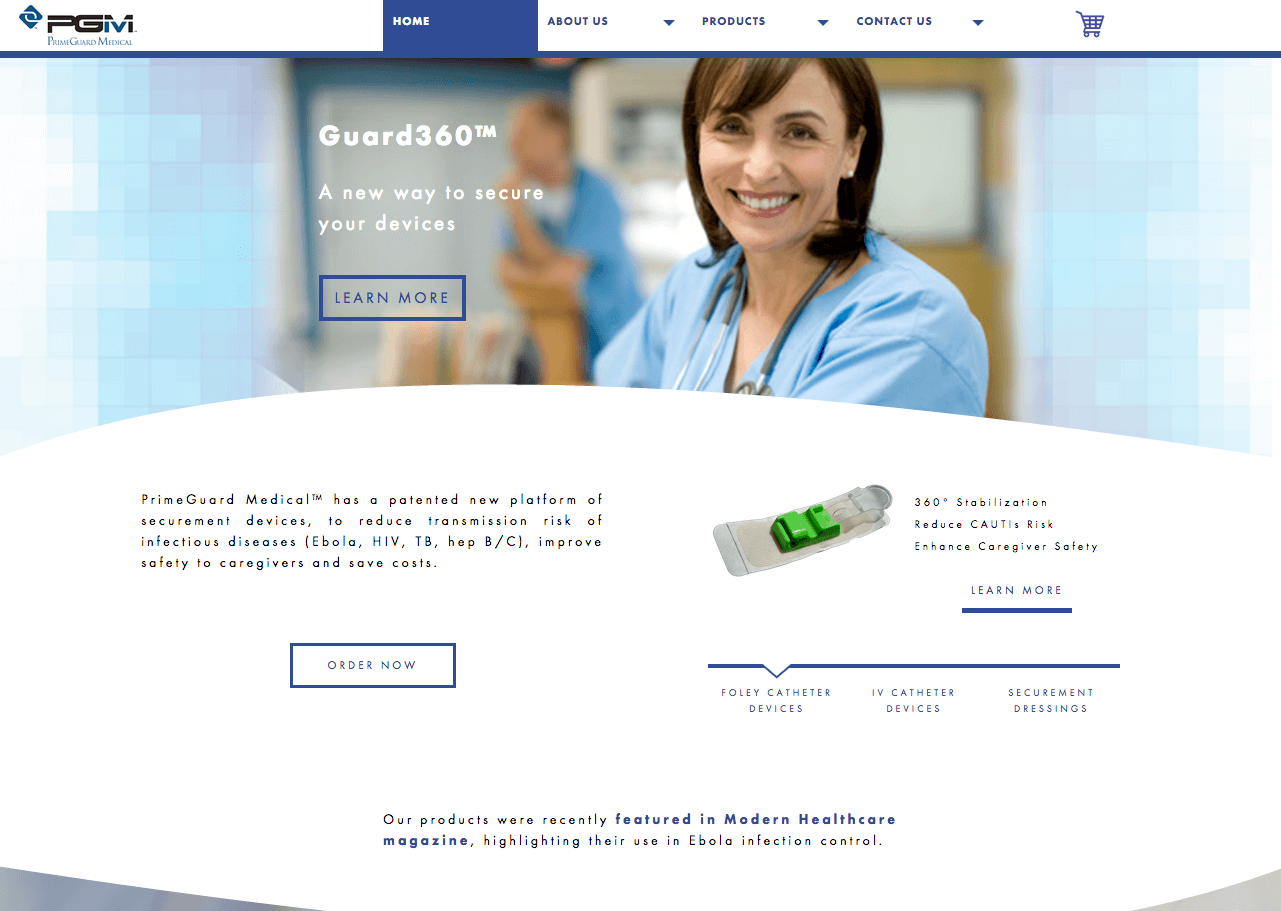 PGM
PRIMEGUARD MEDICAL
HOME
ABOUT US
PRODUCTS
CONTACT US
Guard360™
A new way to secure
your devices
LEARN MORE
PrimeGuard Medical™ has a patented new platform of
securement devices, to reduce transmission risk of
infectious diseases (Ebola, HIV, TB, hep B/C), improve
safety to caregivers and save costs.
ORDER NOW
360° Stabilization
Reduce CAUTIs Risk
Enhance Caregiver Safety
LEARN MORE
FOLEY CATHETER
DEVICES
IV CATHETER
DEVICES
SECUREMENT
DRESSINGS
Our products were recently featured in Modern Healthcare
magazine, highlighting their use in Ebola infection control.